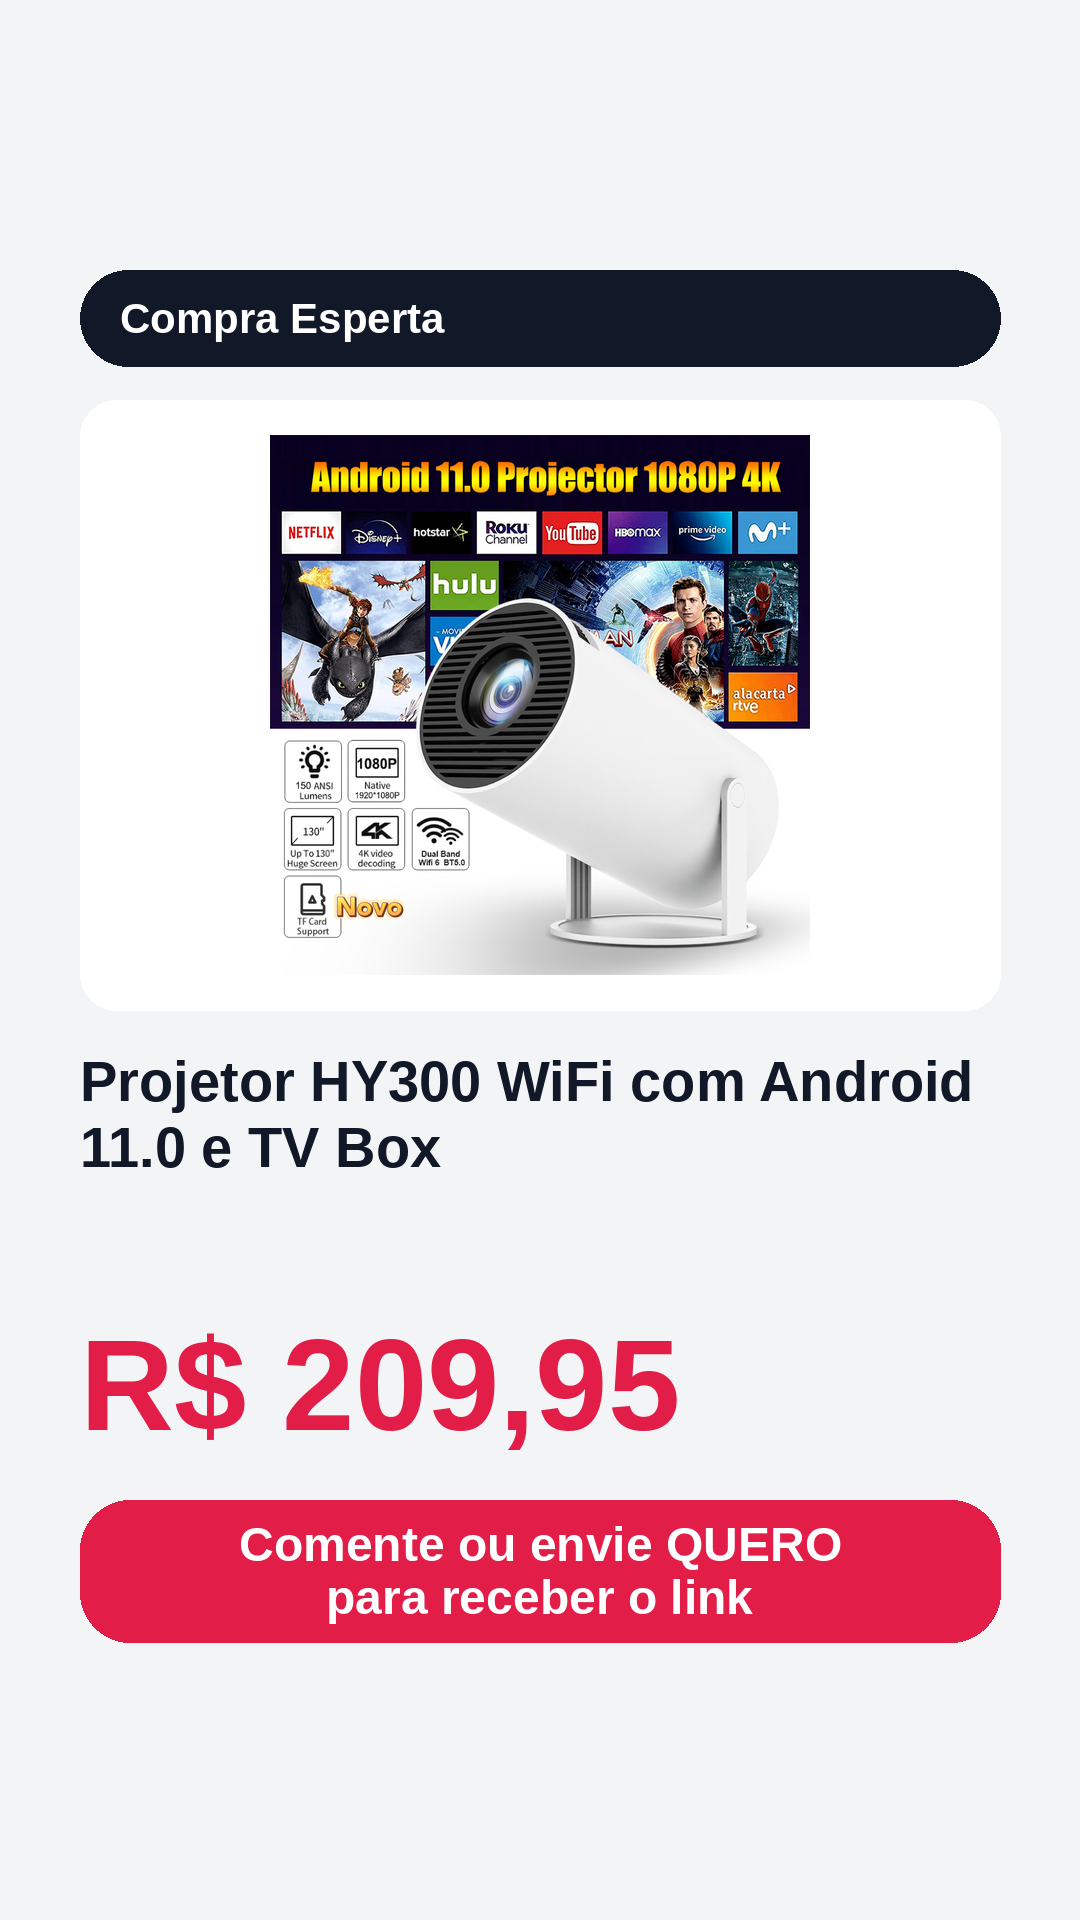 Compra Esperta
Android 11.0 Projector 1080P 4K
NETFLIX
Disney+
hotstar
Roku
Channel
YouTube
HBOmax
prime video
M+
hulu
MAN
alacarta
rtve
150 ANSI
Lumens
1080P
Native
1920*1080P
130"
Up To 130"
Huge Screen
4K
4K video
decoding
Dual Band
Wifi 6 BT5.0
TF Card
Support
Novo
Projetor HY300 WiFi com Android
11.0 e TV Box
R$ 209,95
Comente ou envie QUERO
para receber o link